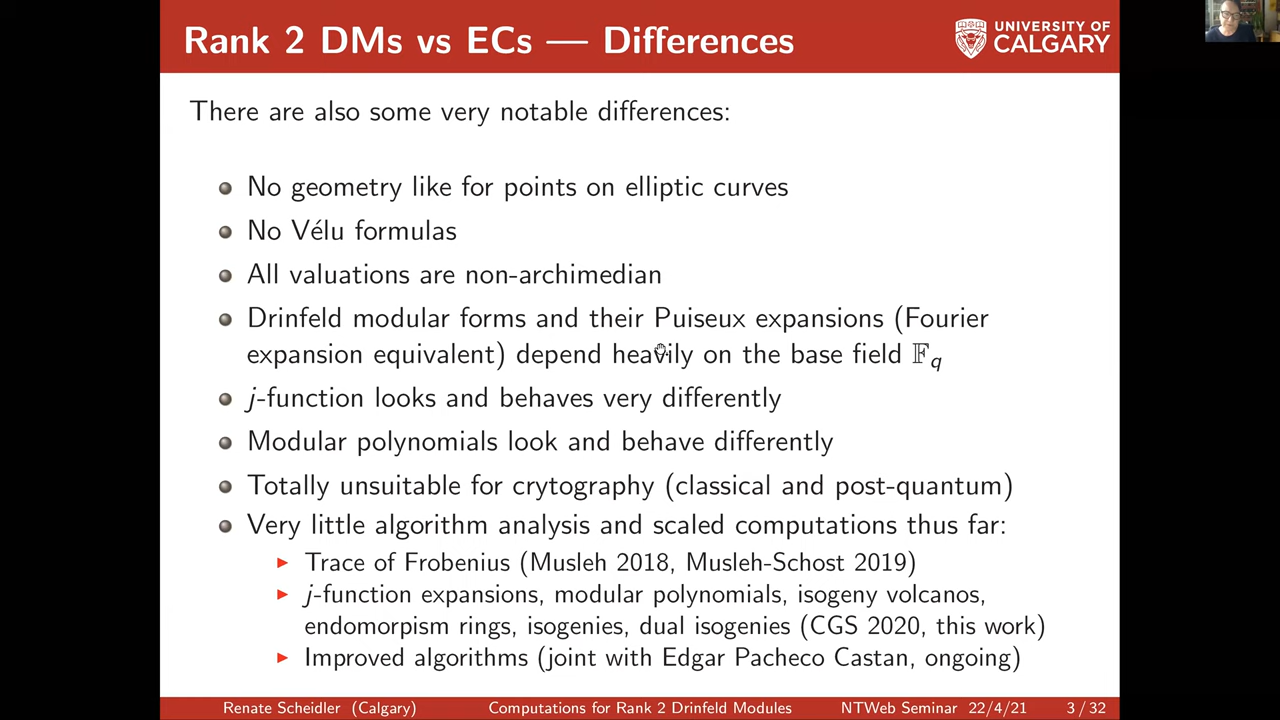 Rank 2 DMs vs ECs — Differences
UNIVERSITY OF
CALGARY
There are also some very notable differences:
No geometry like for points on elliptic curves
No Vélu formulas
All valuations are non-archimedian
Drinfeld modular forms and their Puiseux expansions (Fourier
expansion equivalent) depend heavily on the base field 𝔽q
j-function looks and behaves very differently
Modular polynomials look and behave differently
Totally unsuitable for crytography (classical and post-quantum)
Very little algorithm analysis and scaled computations thus far:
Trace of Frobenius (Musleh 2018, Musleh-Schost 2019)
j-function expansions, modular polynomials, isogeny volcanos,
endomorpism rings, isogenies, dual isogenies (CGS 2020, this work)
Improved algorithms (joint with Edgar Pacheco Castan, ongoing)
Renate Scheidler (Calgary) Computations for Rank 2 Drinfeld Modules NTWeb Seminar 22/4/21 3 / 32